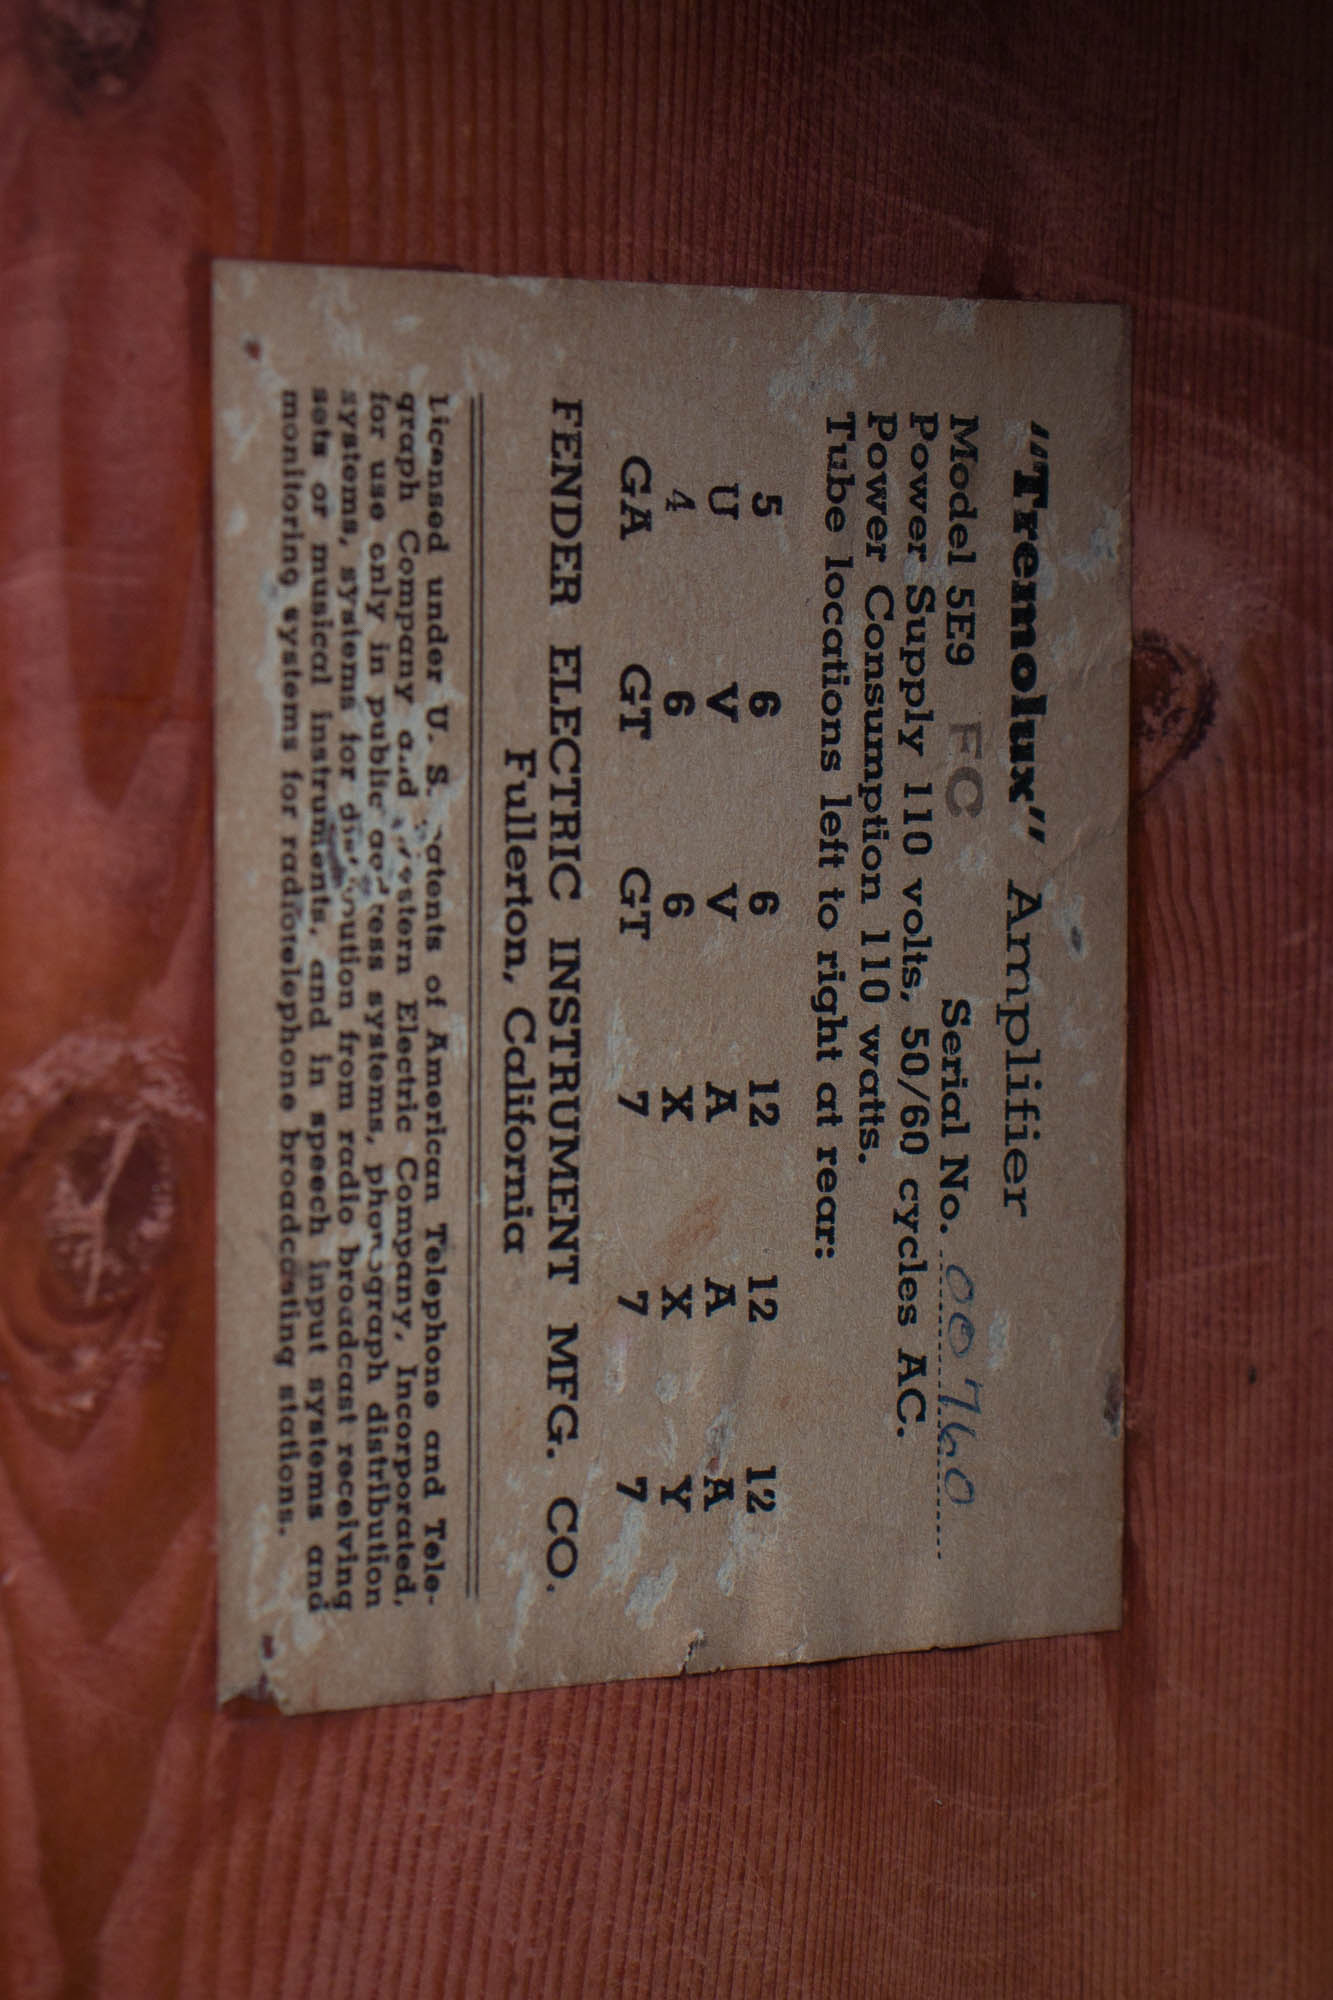 "Tremolux" Amplifier
Model 5E9 FC Serial No. 00760
Power Supply 110 volts, 50/60 cycles AC.
Power Consumption 110 watts.
Tube locations left to right at rear:
5 6 6 12 12 12
U V V A A A
4 6 6 X X Y
GA GT GT 7 7 7
FENDER ELECTRIC INSTRUMENT MFG. CO.
Fullerton, California
Licensed under U. S. Patents of American Telephone and Tele-
graph Company and Western Electric Company, Incorporated,
for use only in public address systems, phonograph distribution
systems, systems for distribution from radio broadcast receiving
sets or musical instruments, and in speech input systems and
monitoring systems for radiotelephone broadcasting stations.